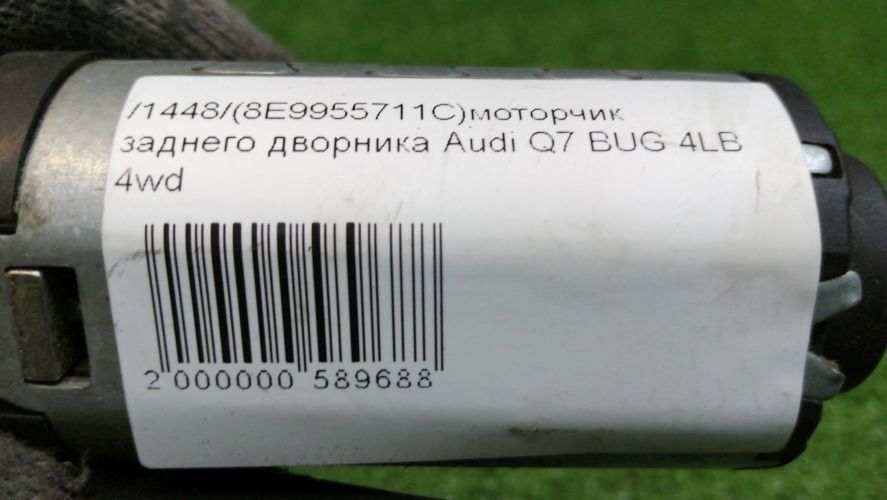 /1448/(8E9955711C)моторчик
заднего дворника Audi Q7 BUG 4LB
4wd
2 000000 589688